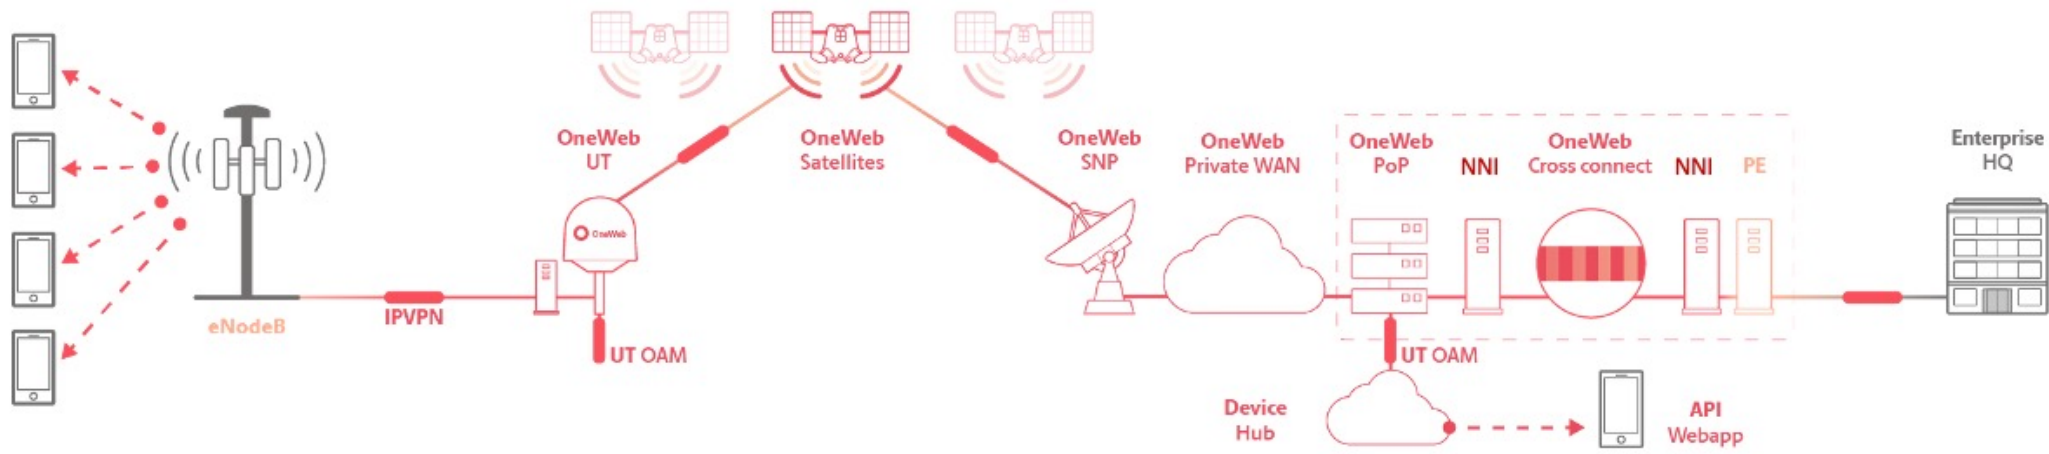 OneWeb
UT
OneWeb
Satellites
OneWeb
SNP
OneWeb
Private WAN
OneWeb
PoP
NNI
OneWeb
Cross connect
NNI
PE
Enterprise
HQ
OneWeb
eNodeB
IPVPN
UT OAM
UT OAM
Device
Hub
API
Webapp